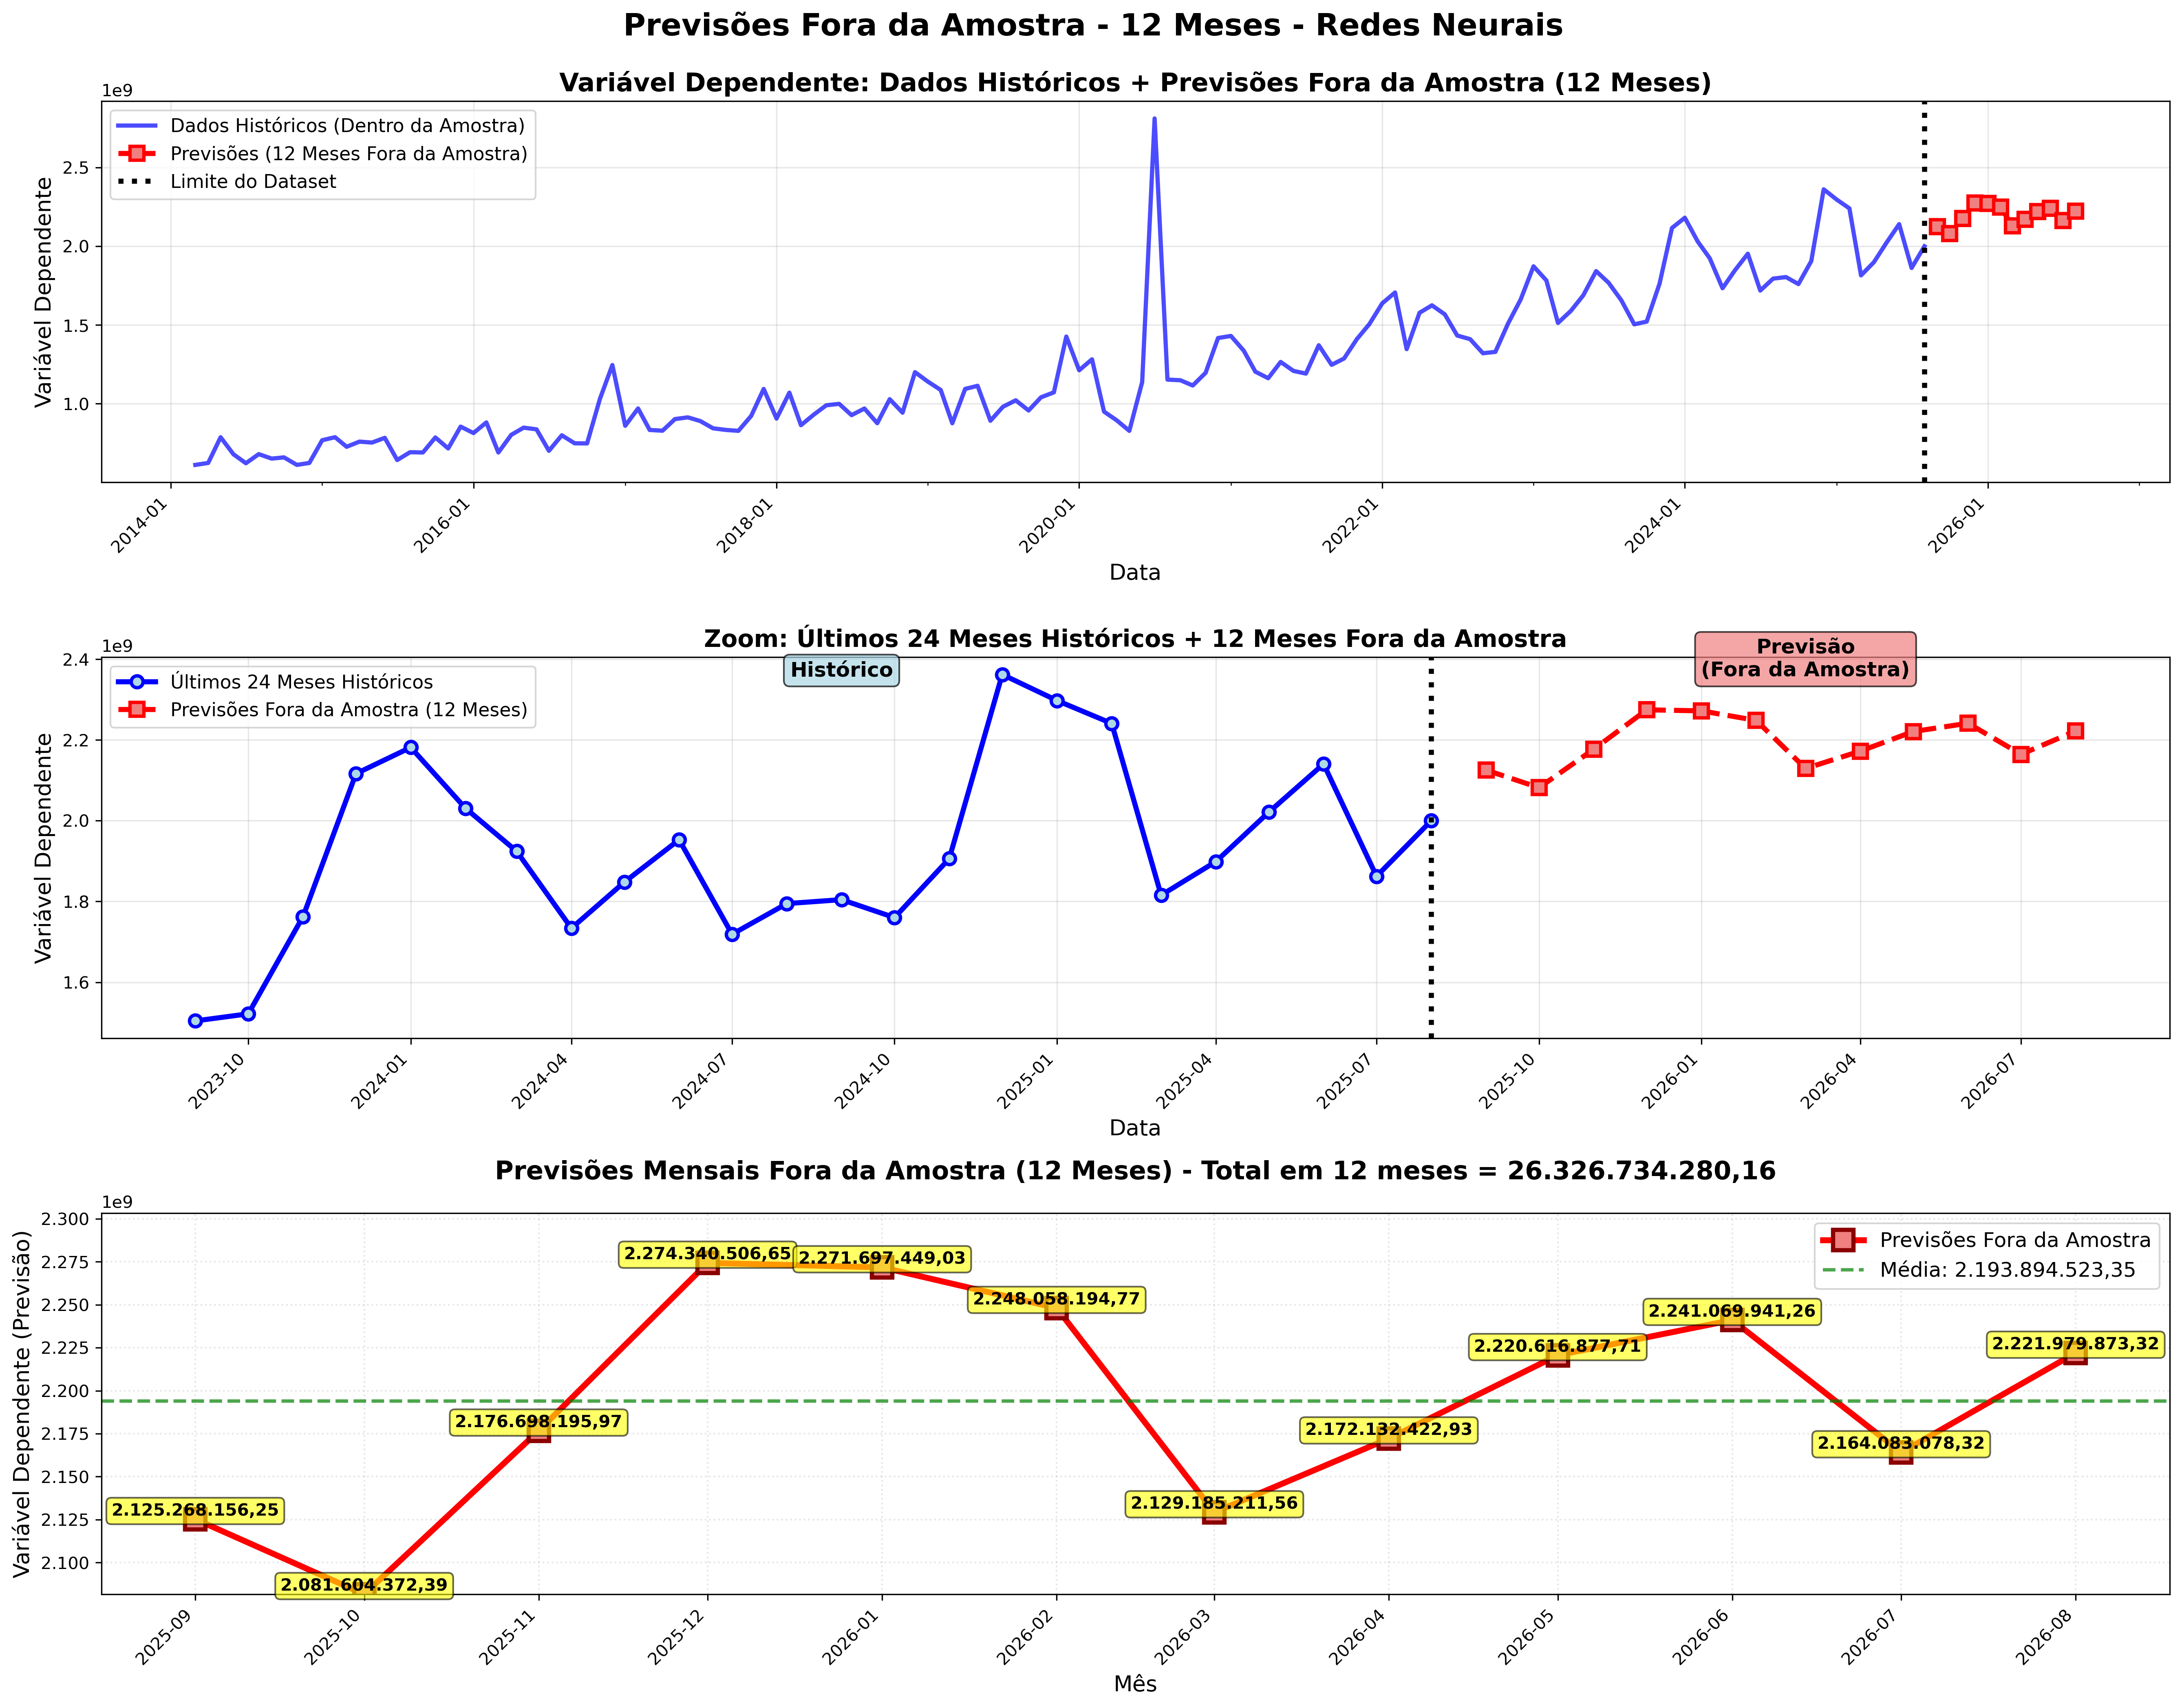 Previsões Fora da Amostra - 12 Meses - Redes Neurais
Variável Dependente: Dados Históricos + Previsões Fora da Amostra (12 Meses)
1e9
Dados Históricos (Dentro da Amostra)
Previsões (12 Meses Fora da Amostra)
Limite do Dataset
Variável Dependente
2.5
2.0
1.5
1.0
2014-01
2016-01
2018-01
2020-01
2022-01
2024-01
2026-01
Data
Zoom: Últimos 24 Meses Históricos + 12 Meses Fora da Amostra
1e9
Últimos 24 Meses Históricos
Previsões Fora da Amostra (12 Meses)
Histórico
Previsão
(Fora da Amostra)
Variável Dependente
2.4
2.2
2.0
1.8
1.6
2023-10
2024-01
2024-04
2024-07
2024-10
2025-01
2025-04
2025-07
2025-10
2026-01
2026-04
2026-07
Data
Previsões Mensais Fora da Amostra (12 Meses) - Total em 12 meses = 26.326.734.280,16
1e9
Previsões Fora da Amostra
Média: 2.193.894.523,35
Variável Dependente (Previsão)
2.300
2.275
2.250
2.225
2.200
2.175
2.150
2.125
2.100
2.125.268.156,25
2.081.604.372,39
2.176.698.195,97
2.274.340.506,65
2.271.697.449,03
2.248.058.194,77
2.129.185.211,56
2.172.132.422,93
2.220.616.877,71
2.241.069.941,26
2.164.083.078,32
2.221.979.873,32
2025-09
2025-10
2025-11
2025-12
2026-01
2026-02
2026-03
2026-04
2026-05
2026-06
2026-07
2026-08
Mês